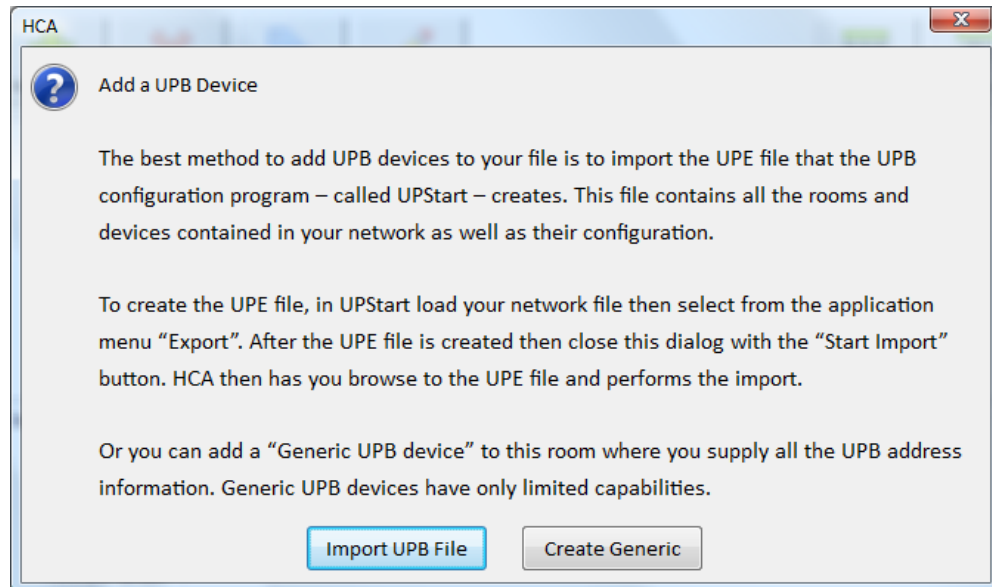 HCA
Add a UPB Device
The best method to add UPB devices to your file is to import the UPE file that the UPB
configuration program – called UPStart – creates. This file contains all the rooms and
devices contained in your network as well as their configuration.
To create the UPE file, in UPStart load your network file then select from the application
menu “Export”. After the UPE file is created then close this dialog with the “Start Import”
button. HCA then has you browse to the UPE file and performs the import.
Or you can add a “Generic UPB device” to this room where you supply all the UPB address
information. Generic UPB devices have only limited capabilities.
Import UPB File
Create Generic